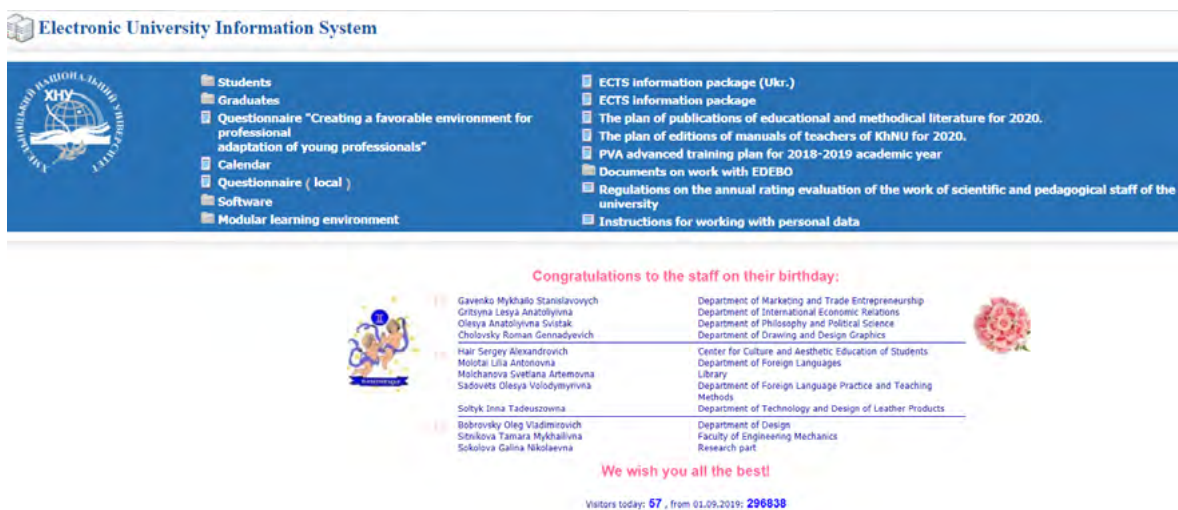 Electronic University Information System
ХМЕЛЬНИЦЬКИЙ НАЦІОНАЛЬНИЙ УНІВЕРСИТЕТ
ХНУ
Students
Graduates
Questionnaire "Creating a favorable environment for
professional
adaptation of young professionals"
Calendar
Questionnaire ( local )
Software
Modular learning environment
ECTS information package (Ukr.)
ECTS information package
The plan of publications of educational and methodical literature for 2020.
The plan of editions of manuals of teachers of KhNU for 2020.
PVA advanced training plan for 2018-2019 academic year
Documents on work with EDEBO
Regulations on the annual rating evaluation of the work of scientific and pedagogical staff of the
university
Instructions for working with personal data
Congratulations to the staff on their birthday:
Gavenko Mykhailo Stanislavovych Department of Marketing and Trade Entrepreneurship
Gritsyna Lesya Anatoliyivna Department of International Economic Relations
Olesya Anatoliyivna Svistak Department of Philosophy and Political Science
Cholovsky Roman Gennadyevich Department of Drawing and Design Graphics
Hair Sergey Alexandrovich Center for Culture and Aesthetic Education of Students
Molotai Lilia Antonovna Department of Foreign Languages
Molchanova Svetlana Artemovna Library
Sadovets Olesya Volodymyrivna Department of Foreign Language Practice and Teaching
Methods
Soltyk Inna Tadeuszowna Department of Technology and Design of Leather Products
Bobrovsky Oleg Vladimirovich Department of Design
Sitnikova Tamara Mykhailivna Faculty of Engineering Mechanics
Sokolova Galina Nikolaevna Research part
We wish you all the best!
Visitors today: 57 , from 01.09.2019: 296838